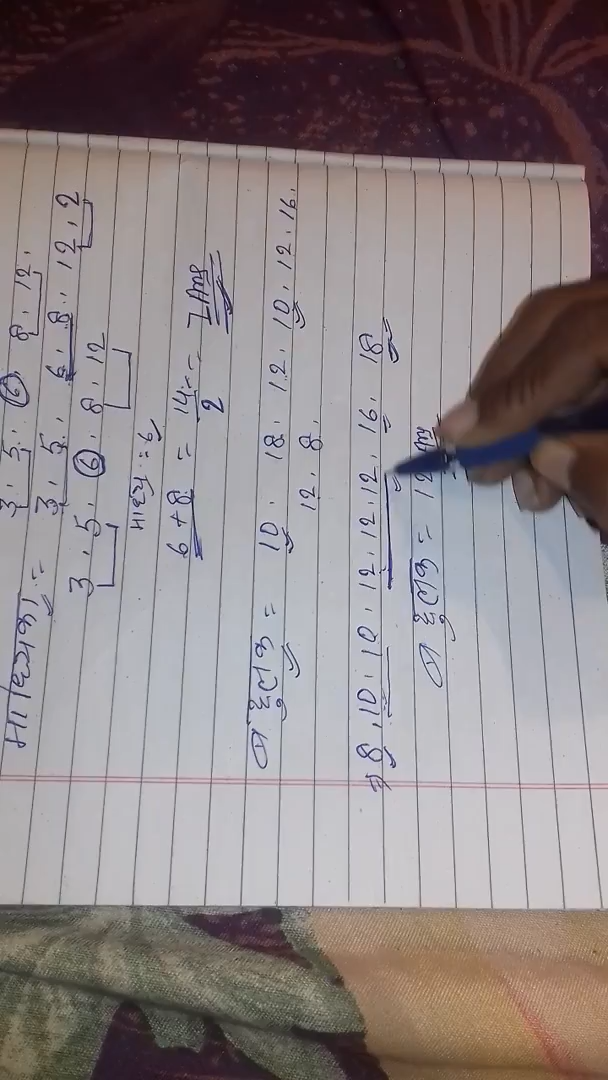 3 . 5 . 6 . 8 . 12 .
माध्यिका = 3 . 5 . 6 . 8 . 12 . 2
3 . 5 . 6 . 8 . 12
6 + 8 = 14 = 7 Ans
2
बहुलक = 10 . 18 . 12 . 10 . 12 . 16 .
12 . 8 .
8 . 10 . 10 . 12 . 12 . 12 . 16 . 18
बहुलक = 12 Ans